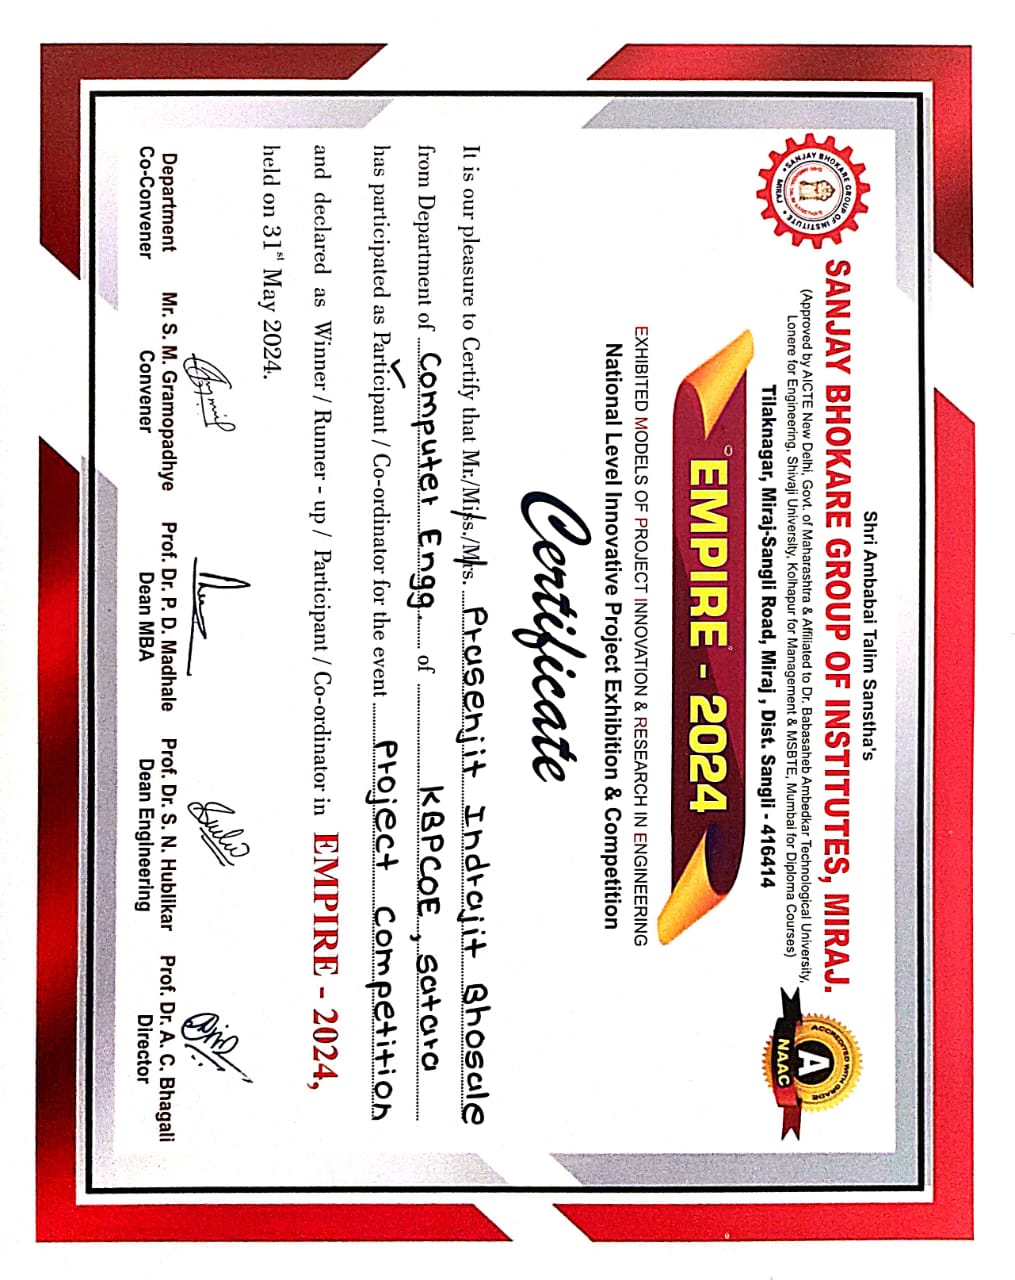 Shri Ambabai Talim Sanstha's
SANJAY BHOKARE GROUP OF INSTITUTES, MIRAJ.
(Approved by AICTE New Delhi, Govt. of Maharashtra & Affiliated to Dr. Babasaheb Ambedkar Technological University,
Lonere for Engineering, Shivaji University, Kolhapur for Management & MSBTE, Mumbai for Diploma Courses)
Tilaknagar, Miraj-Sangli Road, Miraj , Dist. Sangli - 416414
SANJAY BHOKARE GROUP OF INSTITUTE
MIRAJ
ACCREDITED WITH GRADE
A
NAAC
EMPIRE - 2024
EXHIBITED MODELS OF PROJECT INNOVATION & RESEARCH IN ENGINEERING
National Level Innovative Project Exhibition & Competition
Certificate
It is our pleasure to Certify that Mr./Miss./Mrs. Prasenjit Indrajit Bhosale
from Department of Computer Engg. of KBPCOE, Satara
has participated as Participant / Co-ordinator for the event Project Competition
and declared as Winner / Runner - up / Participant / Co-ordinator in EMPIRE - 2024,
held on 31st May 2024.
Department Mr. S. M. Gramopadhye Prof. Dr. P. D. Madhale Prof. Dr. S. N. Hublikar Prof. Dr. A. C. Bhagali
Co-Convener Convener Dean MBA Dean Engineering Director